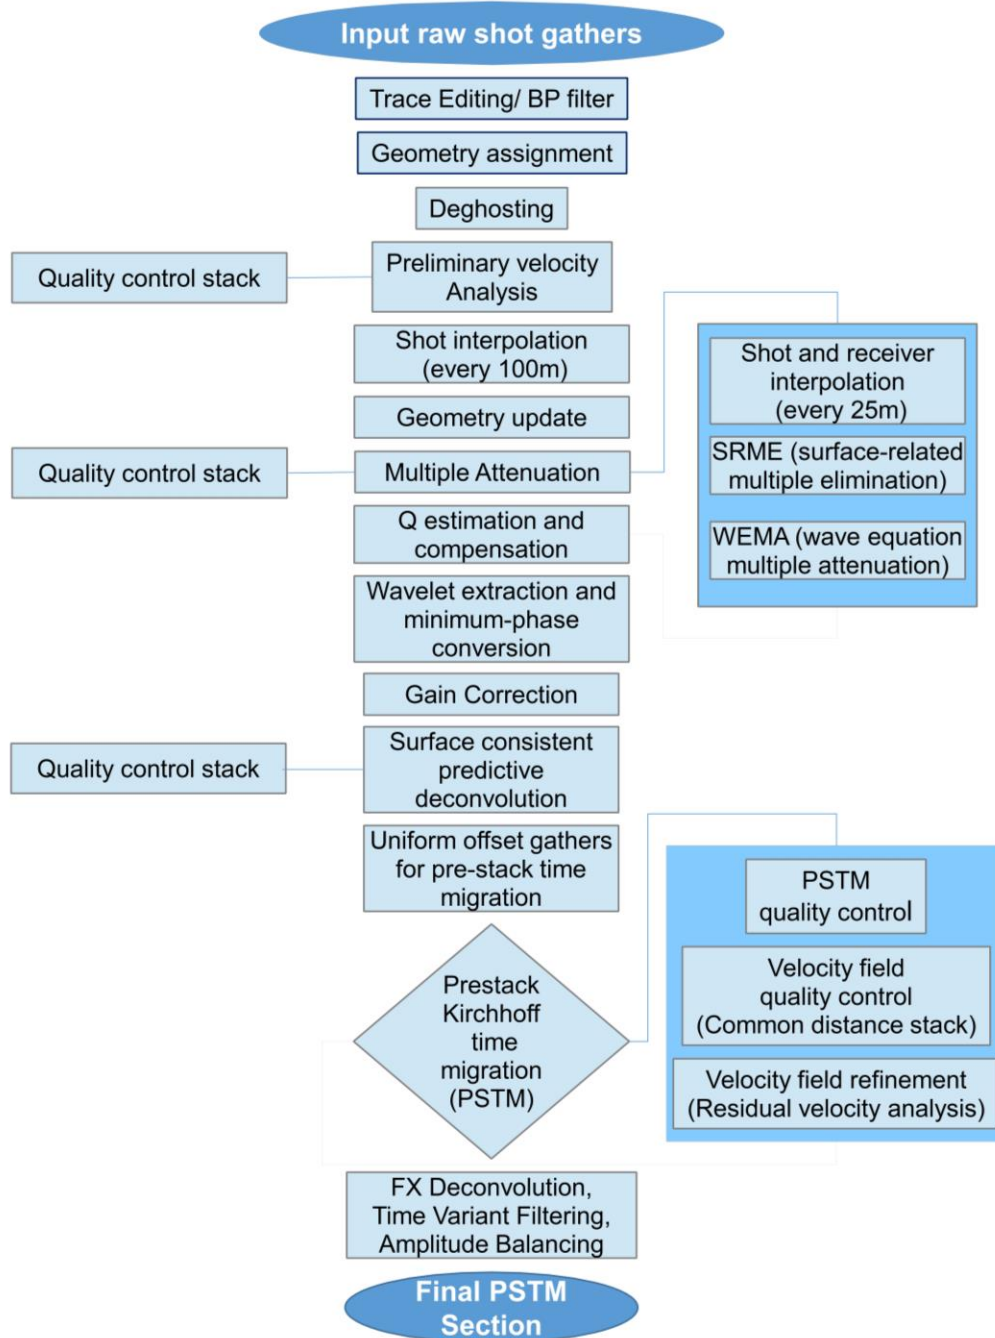 Input raw shot gathers
Trace Editing/ BP filter
Geometry assignment
Deghosting
Quality control stack
Preliminary velocity
Analysis
Shot interpolation
(every 100m)
Shot and receiver
interpolation
(every 25m)
Geometry update
Quality control stack
Multiple Attenuation
SRME (surface-related
multiple elimination)
Q estimation and
compensation
WEMA (wave equation
multiple attenuation)
Wavelet extraction and
minimum-phase
conversion
Gain Correction
Quality control stack
Surface consistent
predictive
deconvolution
Uniform offset gathers
for pre-stack time
migration
PSTM
quality control
Prestack
Kirchhoff
time
migration
(PSTM)
Velocity field
quality control
(Common distance stack)
Velocity field refinement
(Residual velocity analysis)
FX Deconvolution,
Time Variant Filtering,
Amplitude Balancing
Final PSTM
Section